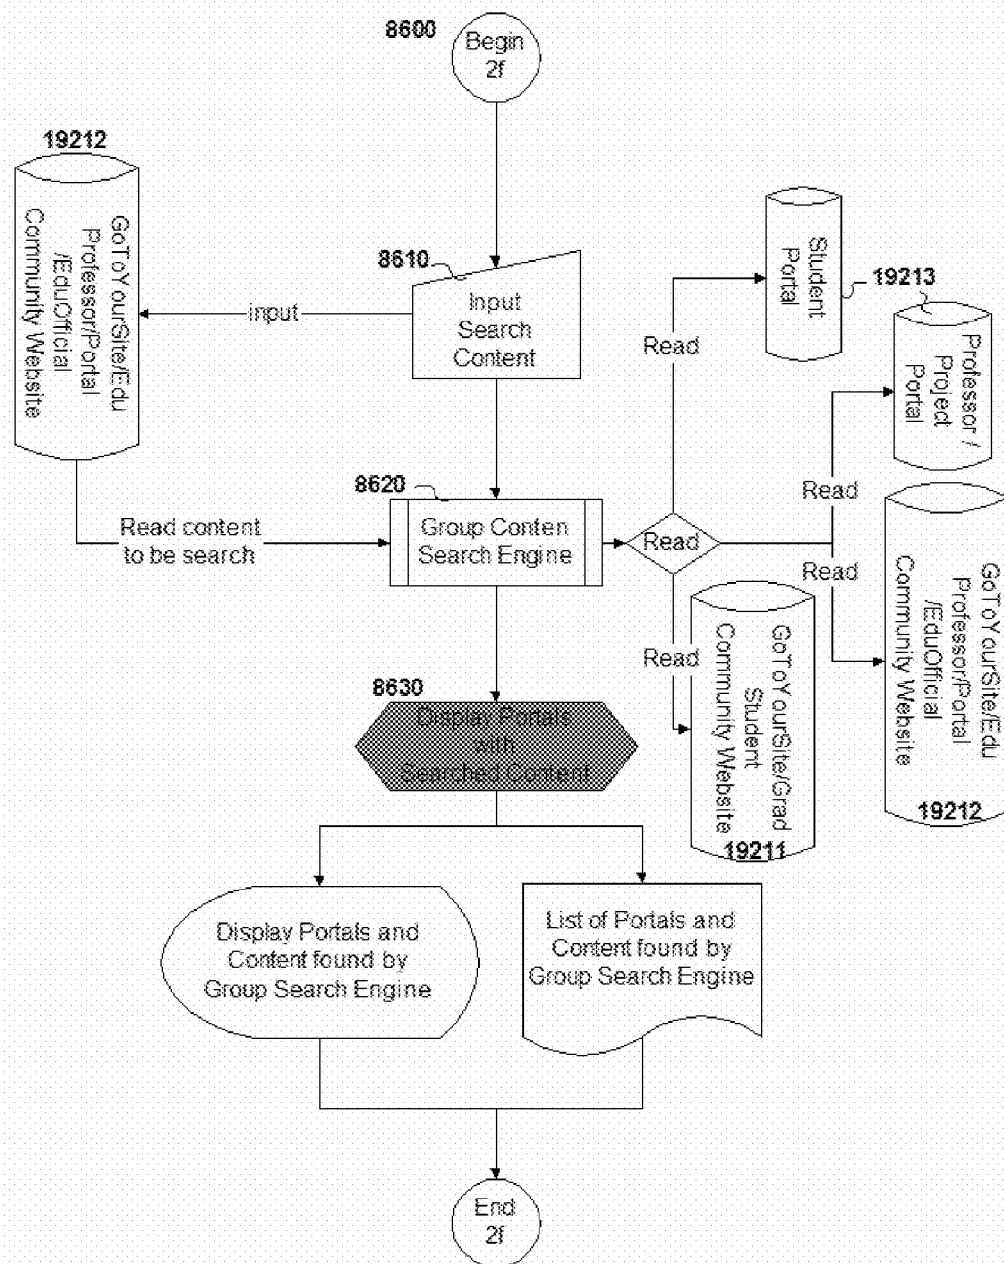 8600
Begin
2f
19212
GoToYourSite/Edu
Professor/Portal
/EduOfficial
Community Website
8610
Input
Search
Content
input
Student
Portal
19213
Read
Professor /
Project
Portal
8620
Group Conten
Search Engine
Read content
to be search
Read
Read
Read
GoToYourSite/Edu
Professor/Portal
/EduOfficial
Community Website
19212
Read
GoToYourSite/Grad
Student
Community Website
19211
8630
Display Portals
with
Searched Content
Display Portals and
Content found by
Group Search Engine
List of Portals and
Content found by
Group Search Engine
End
2f